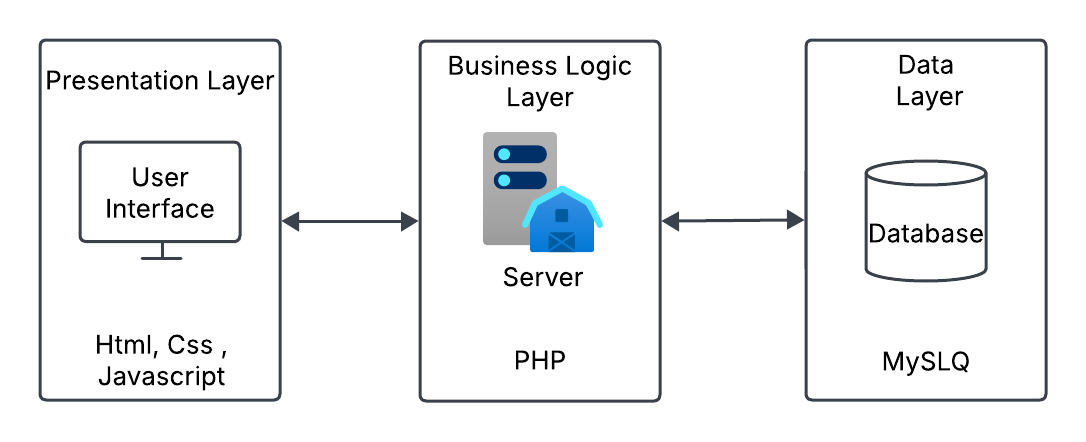 Presentation Layer
User
Interface
Html, Css ,
Javascript
Business Logic
Layer
Server
PHP
Data
Layer
Database
MySLQ